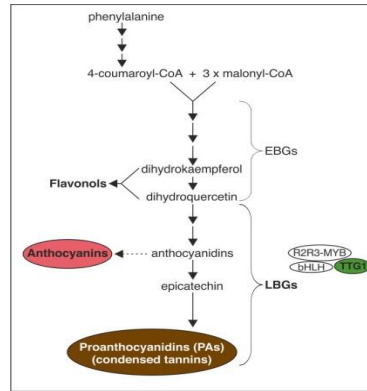 phenylalanine
4-coumaroyl-CoA + 3 x malonyl-CoA
EBGs
dihydrokaempferol
Flavonols
dihydroquercetin
Anthocyanins
anthocyanidins
R2R3-MYB
bHLH
TTG1
epicatechin
LBGs
Proanthocyanidins (PAs)
(condensed tannins)